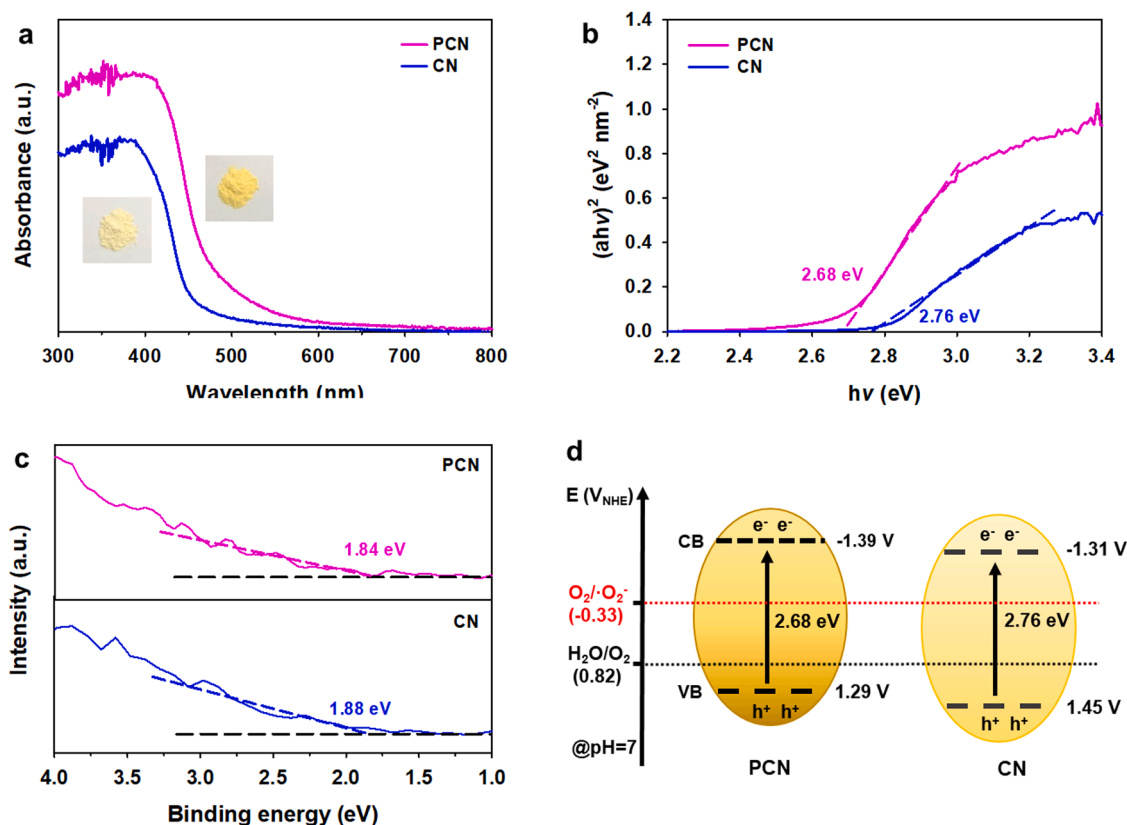 a
PCN
CN
Absorbance (a.u.)
300 400 500 600 700 800
Wavelength (nm)
b
PCN
CN
(ahν)² (eV² nm⁻²)
1.4
1.2
1.0
0.8
0.6
0.4
0.2
0.0
2.68 eV
2.76 eV
2.2 2.4 2.6 2.8 3.0 3.2 3.4
hν (eV)
c
PCN
1.84 eV
CN
1.88 eV
Intensity (a.u.)
4.0 3.5 3.0 2.5 2.0 1.5 1.0
Binding energy (eV)
d
E (V_NHE)
CB
e⁻ e⁻
-1.39 V
e⁻ e⁻
-1.31 V
O₂/·O₂⁻
(-0.33)
2.68 eV
2.76 eV
H₂O/O₂
(0.82)
VB
h⁺ h⁺
1.29 V
h⁺ h⁺
1.45 V
@pH=7
PCN
CN